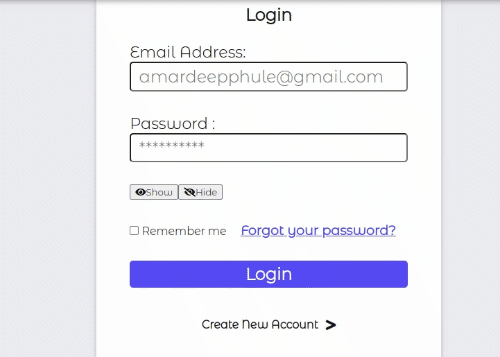 Login
Email Address:
amardeepphule@gmail.com
Password :
**********
Show Hide
Remember me Forgot your password?
Login
Create New Account >